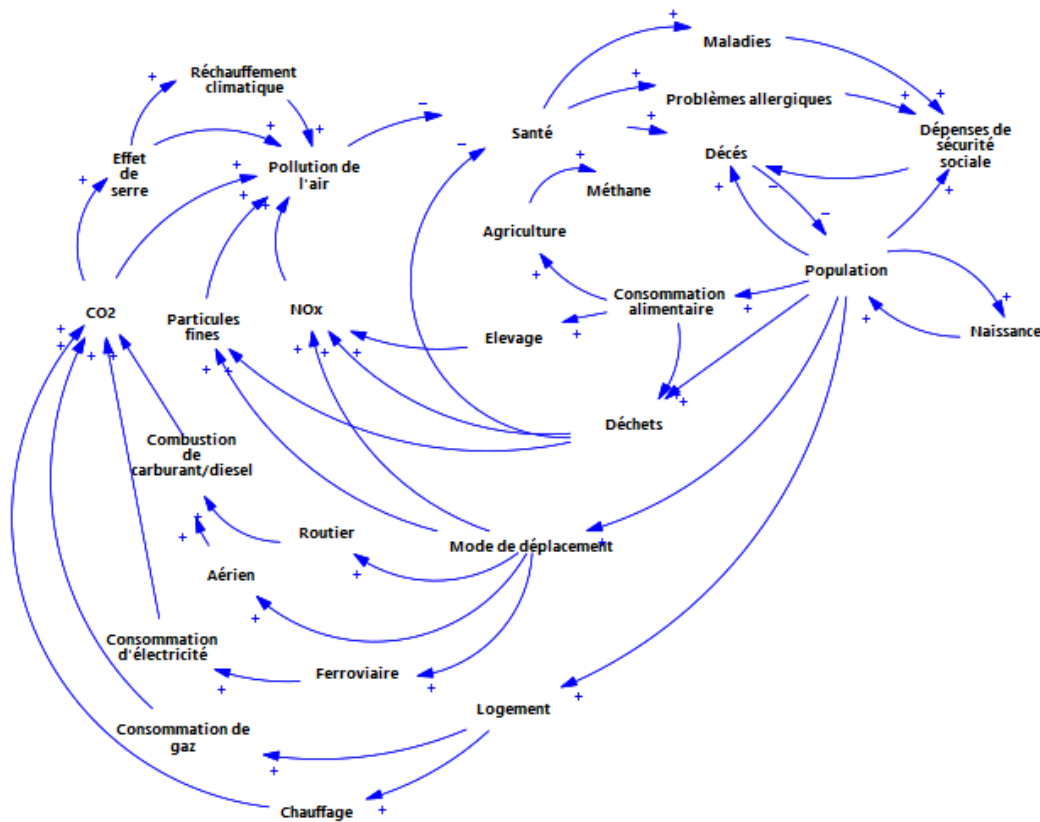 Maladies
Réchauffement
climatique
Problèmes allergiques
Santé
Dépenses de
sécurité
sociale
Effet
de
serre
Pollution de
l'air
Décés
Méthane
Agriculture
Population
CO2
Particules
fines
NOx
Consommation
alimentaire
Elevage
Naissance
Déchets
Combustion
de
carburant/diesel
Routier
Mode de déplacement
Aérien
Consommation
d'électricité
Ferroviaire
Logement
Consommation de
gaz
Chauffage